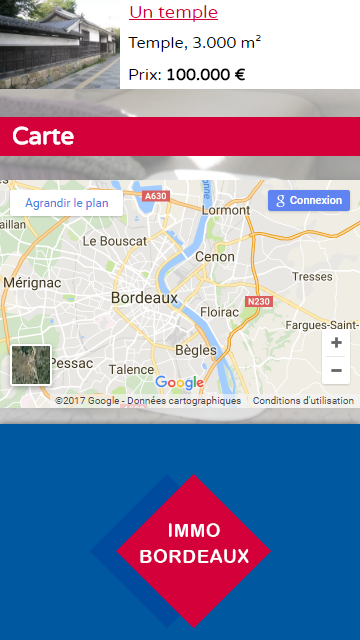 Un temple
Temple, 3.000 m²
Prix: 100.000 €
Carte
Agrandir le plan
A630
Connexion
Lormont
Le Bouscat
Cenon
Tresses
Mérignac
Bordeaux
N230
Floirac
Fargues-Saint-
Bègles
Pessac
Talence
Google
©2017 Google - Données cartographiques
Conditions d'utilisation
IMMO
BORDEAUX